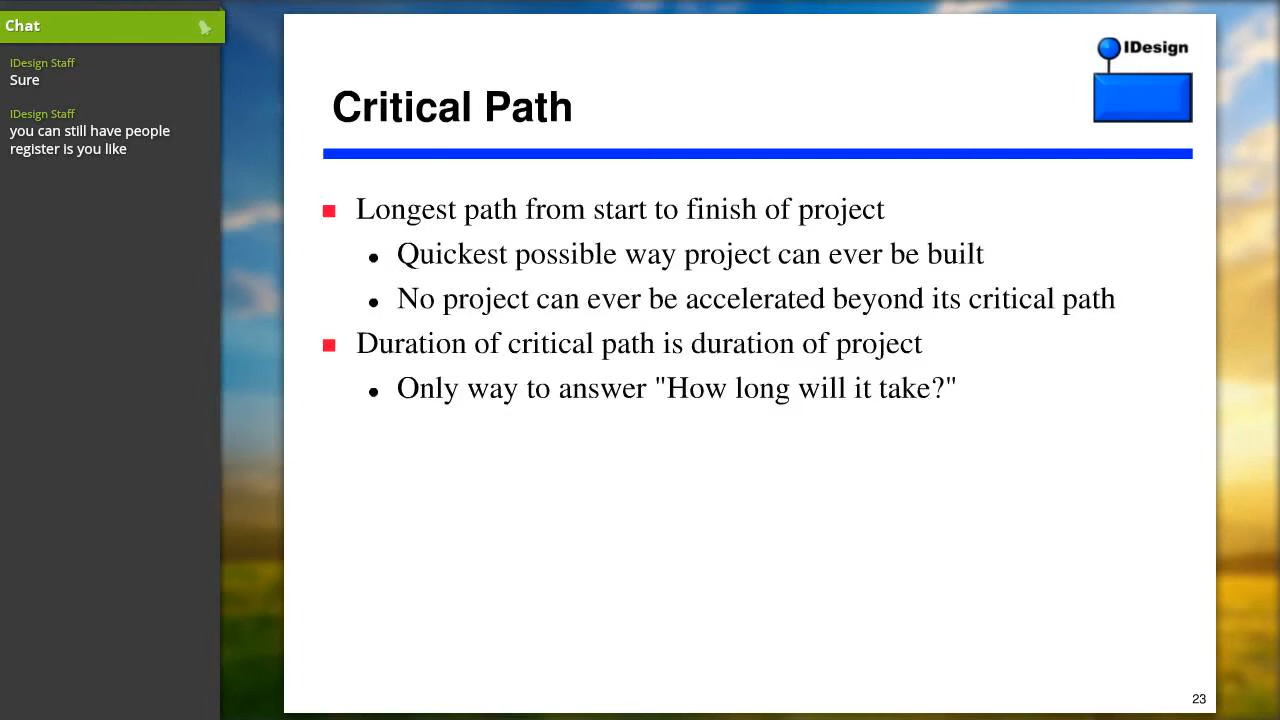 Chat
IDesign Staff
Sure
IDesign Staff
you can still have people
register is you like
IDesign
Critical Path
Longest path from start to finish of project
Quickest possible way project can ever be built
No project can ever be accelerated beyond its critical path
Duration of critical path is duration of project
Only way to answer "How long will it take?"
23